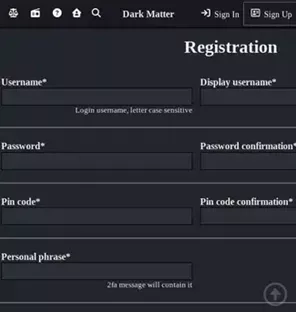 Dark Matter Sign In Sign Up
Registration
Username* Display username*
Login username, letter case sensitive
Password* Password confirmation*
Pin code* Pin code confirmation*
Personal phrase*
2fa message will contain it